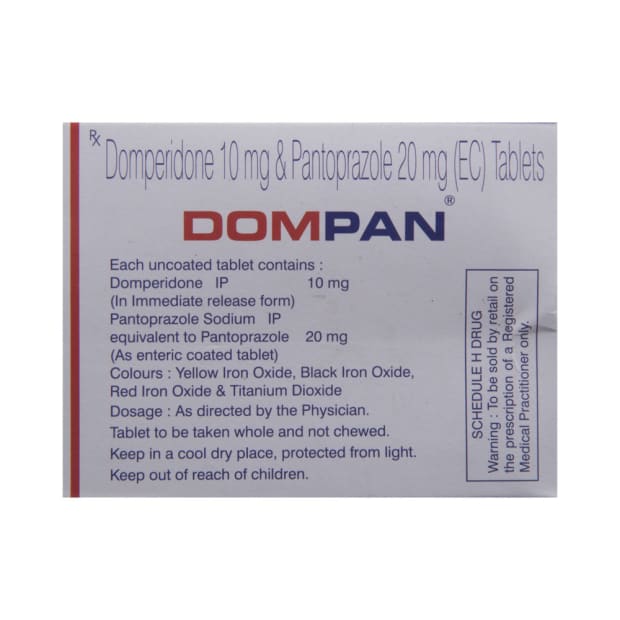 Rx Domperidone 10 mg & Pantoprazole 20 mg (EC) Tablets
DOMPAN®
Each uncoated tablet contains :
Domperidone IP 10 mg
(In Immediate release form)
Pantoprazole Sodium IP
equivalent to Pantoprazole 20 mg
(As enteric coated tablet)
Colours : Yellow Iron Oxide, Black Iron Oxide,
Red Iron Oxide & Titanium Dioxide
Dosage : As directed by the Physician.
Tablet to be taken whole and not chewed.
Keep in a cool dry place, protected from light.
Keep out of reach of children.
SCHEDULE H DRUG
Warning : To be sold by retail on
the prescription of a Registered
Medical Practitioner only.